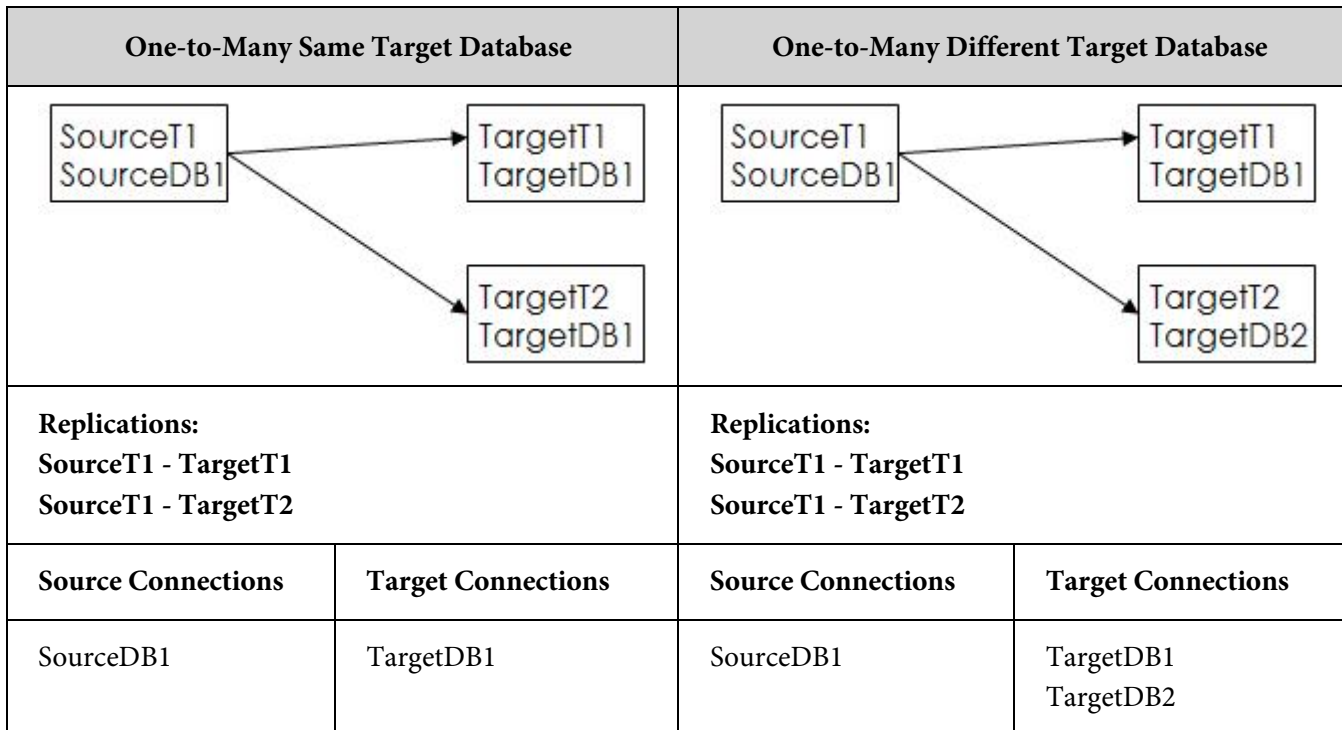 One-to-Many Same Target Database
One-to-Many Different Target Database
SourceT1
SourceDB1
TargetT1
TargetDB1
TargetT2
TargetDB1
SourceT1
SourceDB1
TargetT1
TargetDB1
TargetT2
TargetDB2
Replications:
SourceT1 - TargetT1
SourceT1 - TargetT2
Replications:
SourceT1 - TargetT1
SourceT1 - TargetT2
Source Connections
Target Connections
Source Connections
Target Connections
SourceDB1
TargetDB1
SourceDB1
TargetDB1
TargetDB2